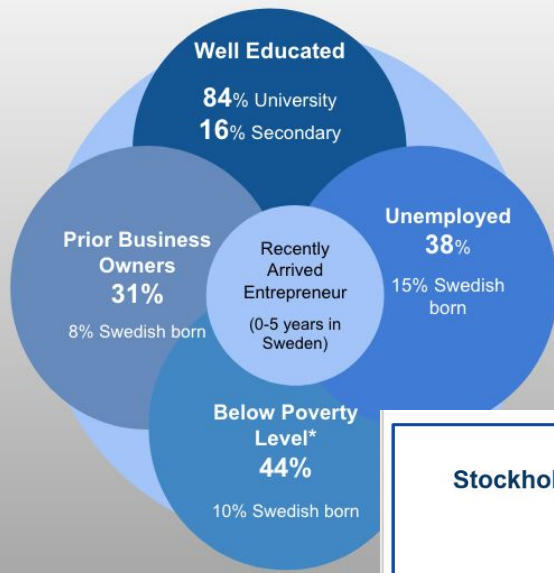 Well Educated
84% University
16% Secondary
Prior Business
Owners
31%
8% Swedish born
Unemployed
38%
15% Swedish
born
Recently
Arrived
Entrepreneur
(0-5 years in
Sweden)
Below Poverty
Level*
44%
10% Swedish born